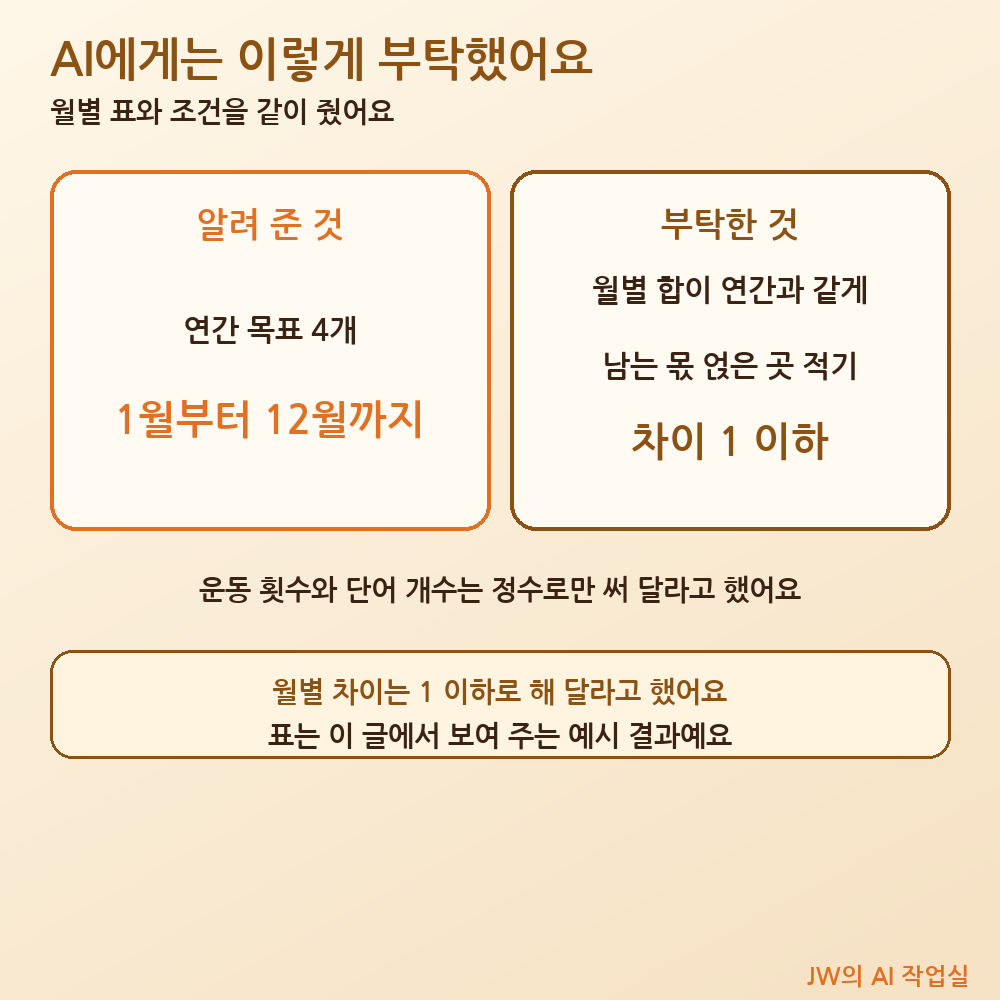 AI에게는 이렇게 부탁했어요
월별 표와 조건을 같이 줬어요
알려 준 것
연간 목표 4개
1월부터 12월까지
부탁한 것
월별 합이 연간과 같게
남는 몫 얹은 곳 적기
차이 1 이하
운동 횟수와 단어 개수는 정수로만 써 달라고 했어요
월별 차이는 1 이하로 해 달라고 했어요
표는 이 글에서 보여 주는 예시 결과예요
JW의 AI 작업실